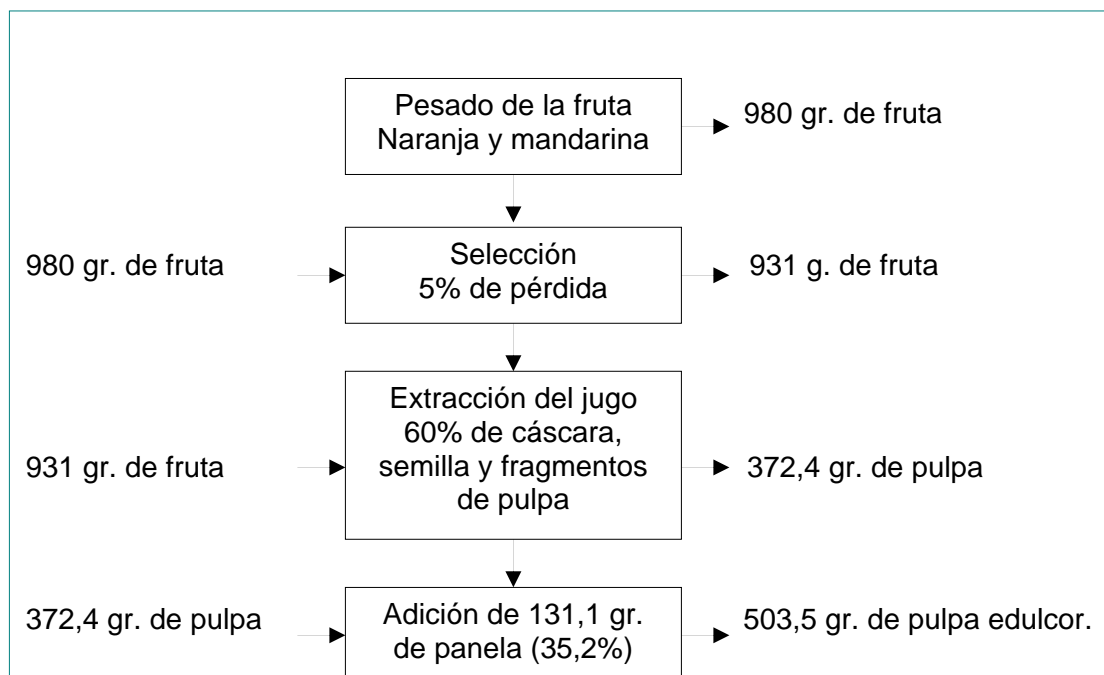 Pesado de la fruta
Naranja y mandarina
980 gr. de fruta
980 gr. de fruta
Selección
5% de pérdida
931 g. de fruta
931 gr. de fruta
Extracción del jugo
60% de cáscara,
semilla y fragmentos
de pulpa
372,4 gr. de pulpa
372,4 gr. de pulpa
Adición de 131,1 gr.
de panela (35,2%)
503,5 gr. de pulpa edulcor.